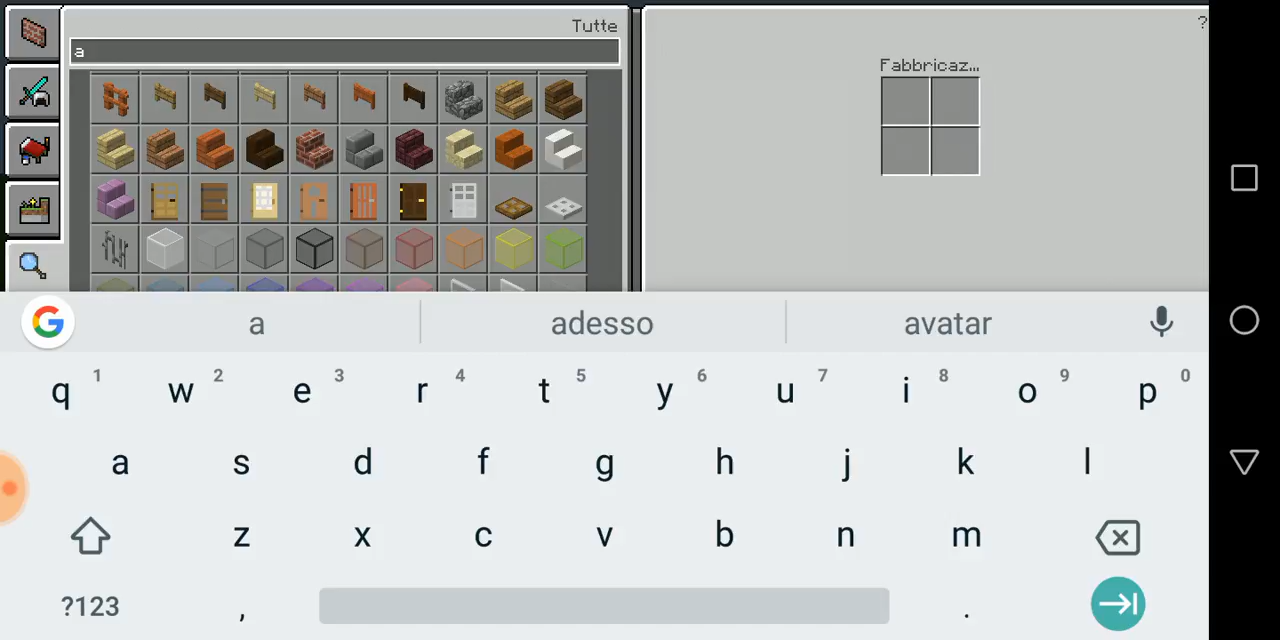 Tutte
?
a
Fabbricaz...
a adesso avatar
q 1 w 2 e 3 r 4 t 5 y 6 u 7 i 8 o 9 p 0
a s d f g h j k l
z x c v b n m
?123 , .